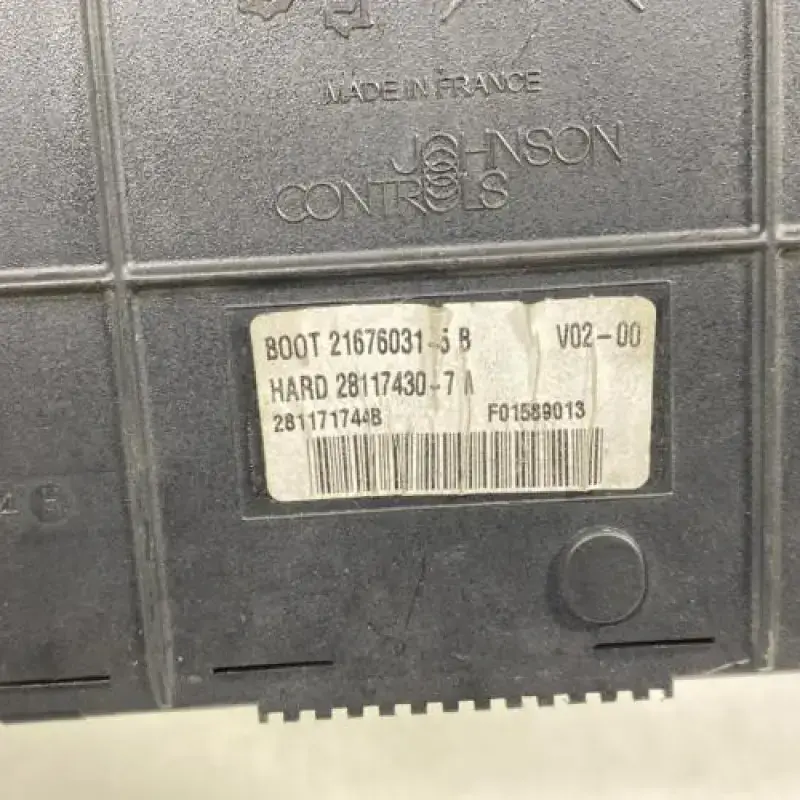 MADE IN FRANCE
JOHNSON
CONTROLS
BOOT 21676031-5 B V02-00
HARD 28117430-7 A
281171744B F01589013